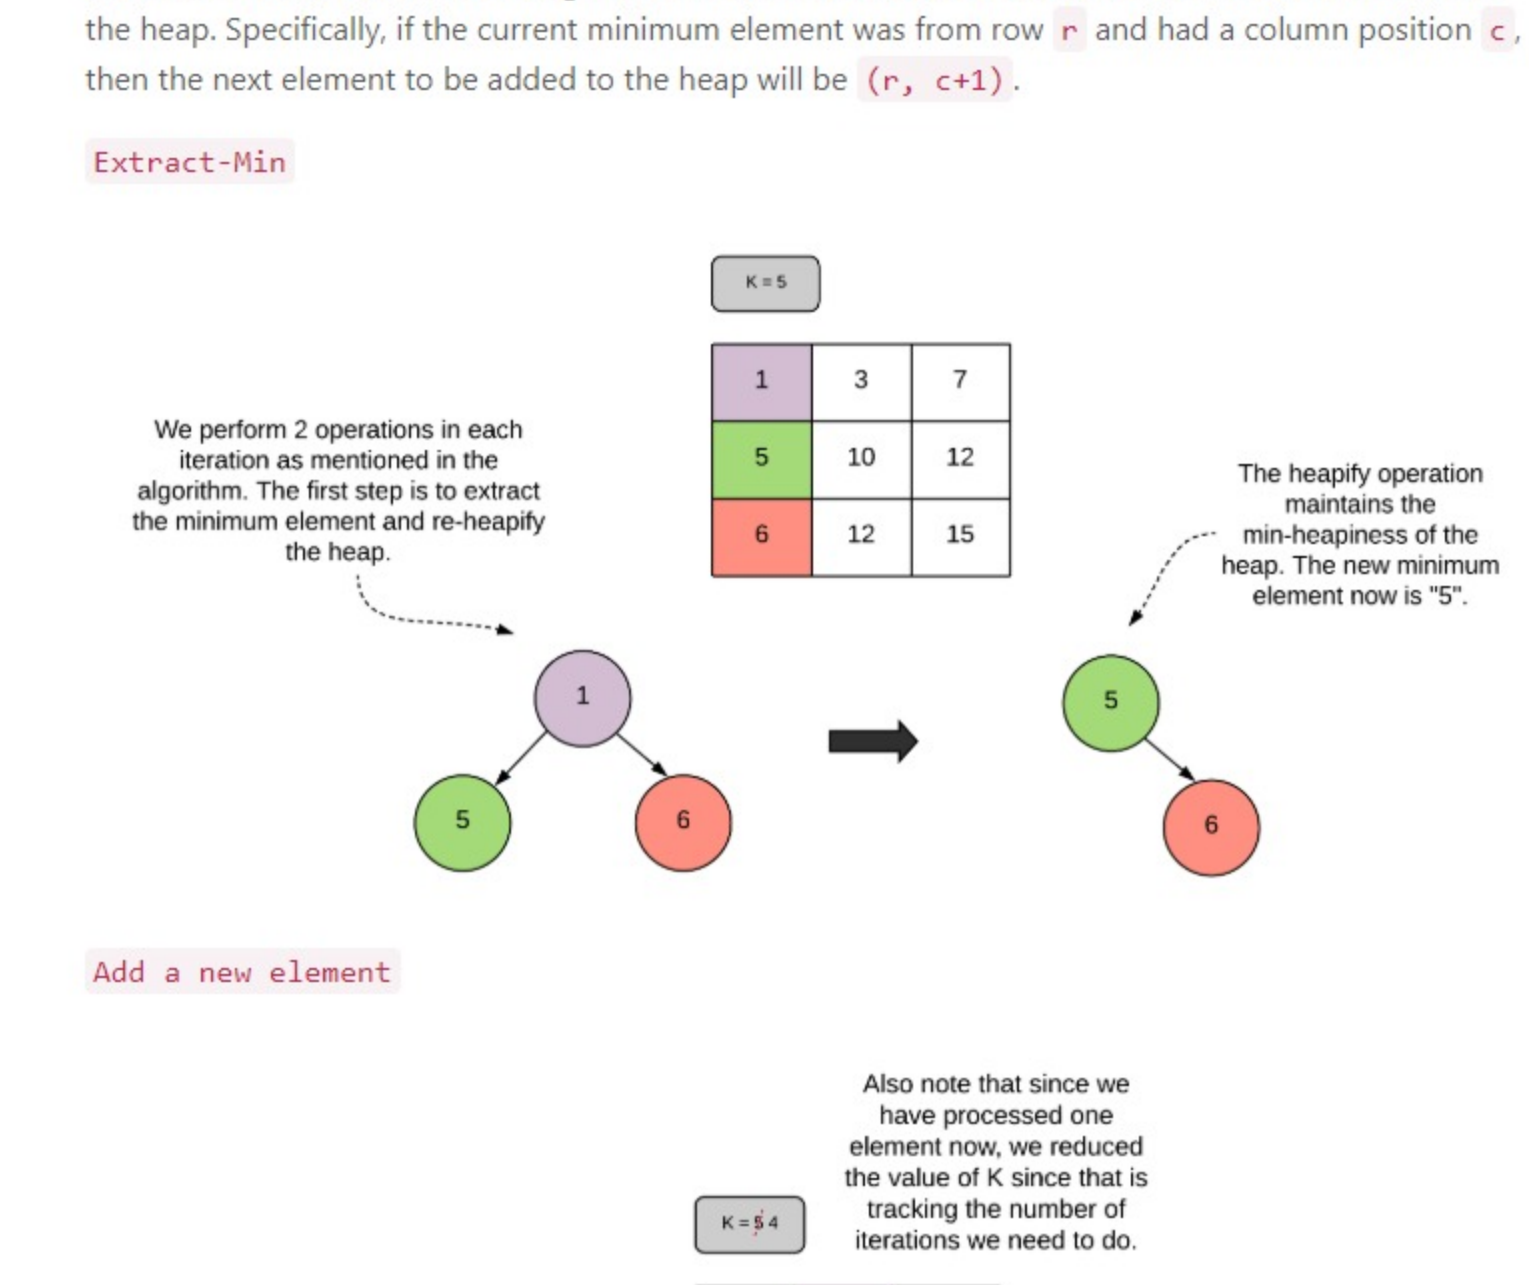 the heap. Specifically, if the current minimum element was from row r and had a column position c,
then the next element to be added to the heap will be (r, c+1).
Extract-Min
K = 5
1 3 7
5 10 12
6 12 15
We perform 2 operations in each
iteration as mentioned in the
algorithm. The first step is to extract
the minimum element and re-heapify
the heap.
The heapify operation
maintains the
min-heapiness of the
heap. The new minimum
element now is "5".
1
5 6
5
6
Add a new element
Also note that since we
have processed one
element now, we reduced
the value of K since that is
tracking the number of
iterations we need to do.
K = 5 4